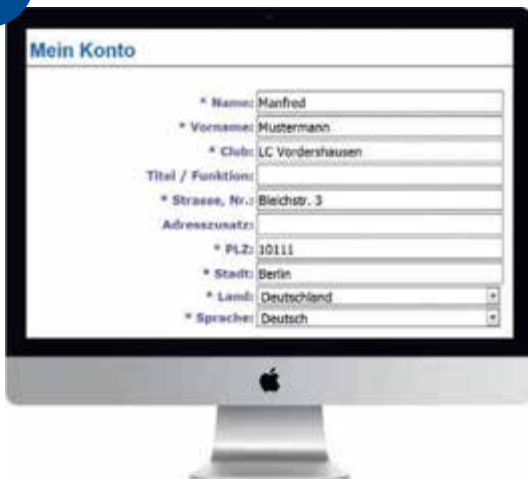 Mein Konto
* Name: Manfred
* Vorname: Mustermann
* Club: LC Vordershausen
Titel / Funktion:
* Strasse, Nr.: Bleichstr. 3
Adresszusatz:
* PLZ: 10111
* Stadt: Berlin
* Land: Deutschland
* Sprache: Deutsch